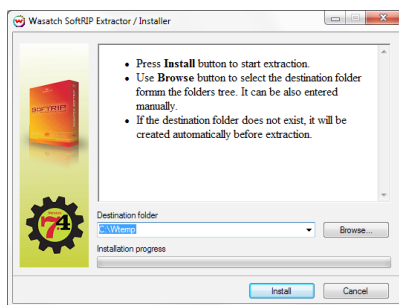 Wasatch SoftRIP Extractor / Installer
• Press Install button to start extraction.
• Use Browse button to select the destination folder
formm the folders tree. It can be also entered
manually.
• If the destination folder does not exist, it will be
created automatically before extraction.
SOFTRIP
Version
7.4
Destination folder
C:\Wtemp
Browse...
Installation progress
Install
Cancel